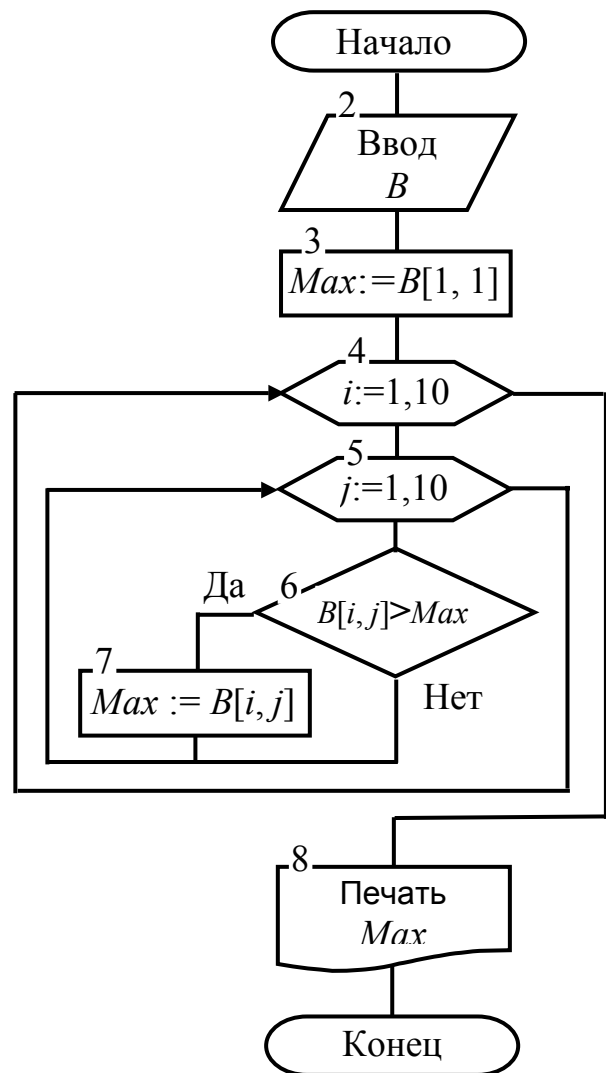 Начало
2
Ввод
B
3
Max:=B[1, 1]
4
i:=1,10
5
j:=1,10
Да
6
B[i, j]>Max
7
Max := B[i, j]
Нет
8
Печать
Max
Конец